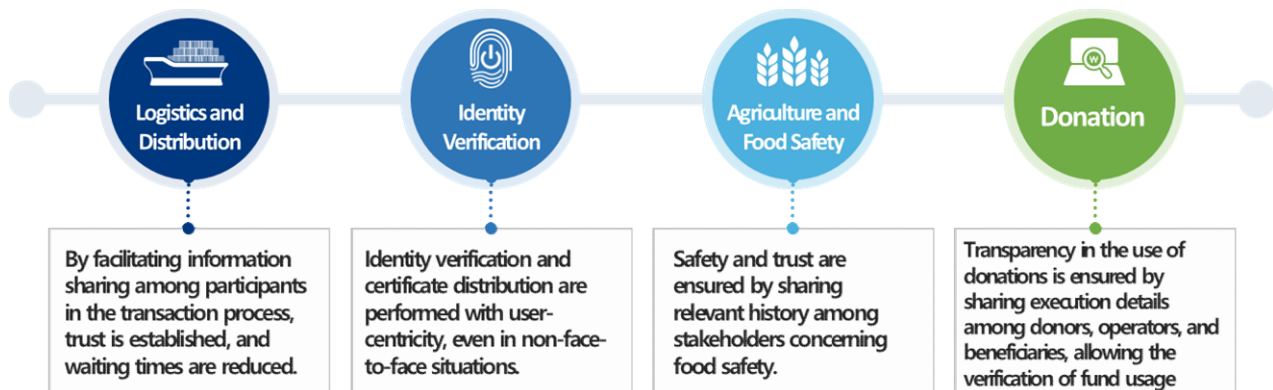 Logistics and
Distribution
Identity
Verification
Agriculture and
Food Safety
W
Donation
By facilitating information
sharing among participants
in the transaction process,
trust is established, and
waiting times are reduced.
Identity verification and
certificate distribution are
performed with user-
centricity, even in non-face-
to-face situations.
Safety and trust are
ensured by sharing
relevant history among
stakeholders concerning
food safety.
Transparency in the use of
donations is ensured by
sharing execution details
among donors, operators, and
beneficiaries, allowing the
verification of fund usage